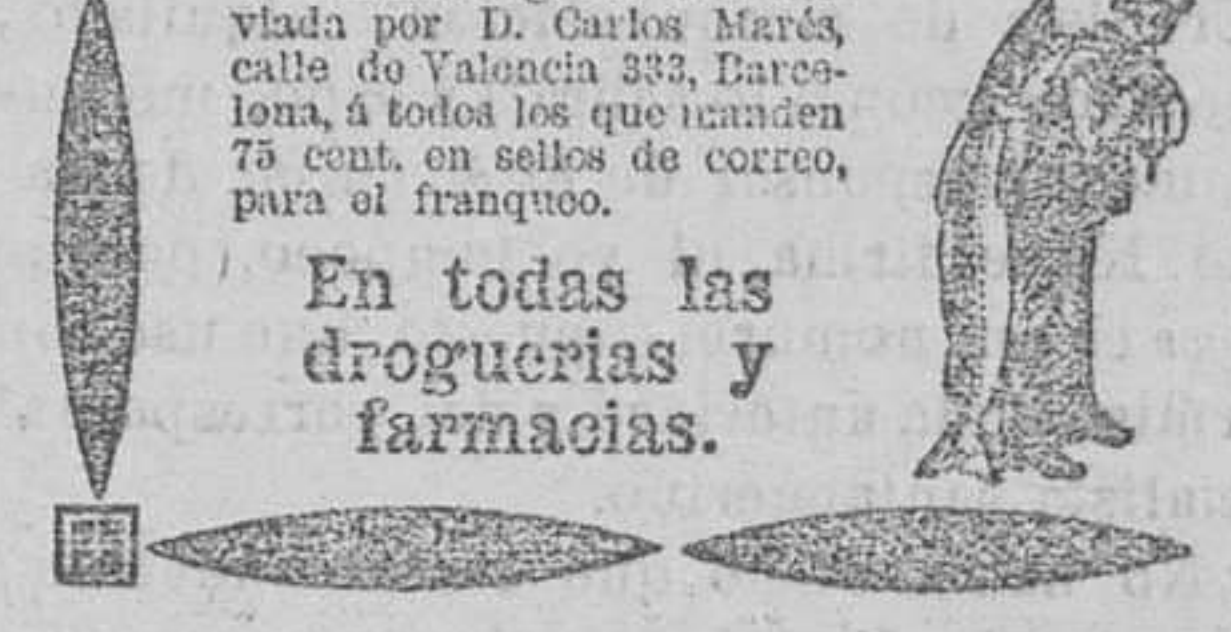 viada por D. Carlos Marés,
calle de Valencia 333, Barce-
lona, á todos los que manden
75 cent. en sellos de correo,
para el franqueo.
En todas las
droguerias y
farmacias.